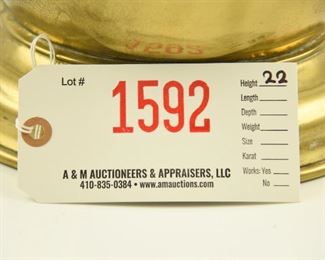 Lot #
1592
Height 22
Length
Depth
Weight
Size
Karat
Works: Yes
No
A & M AUCTIONEERS & APPRAISERS, LLC
410-835-0384 • www.amauctions.com